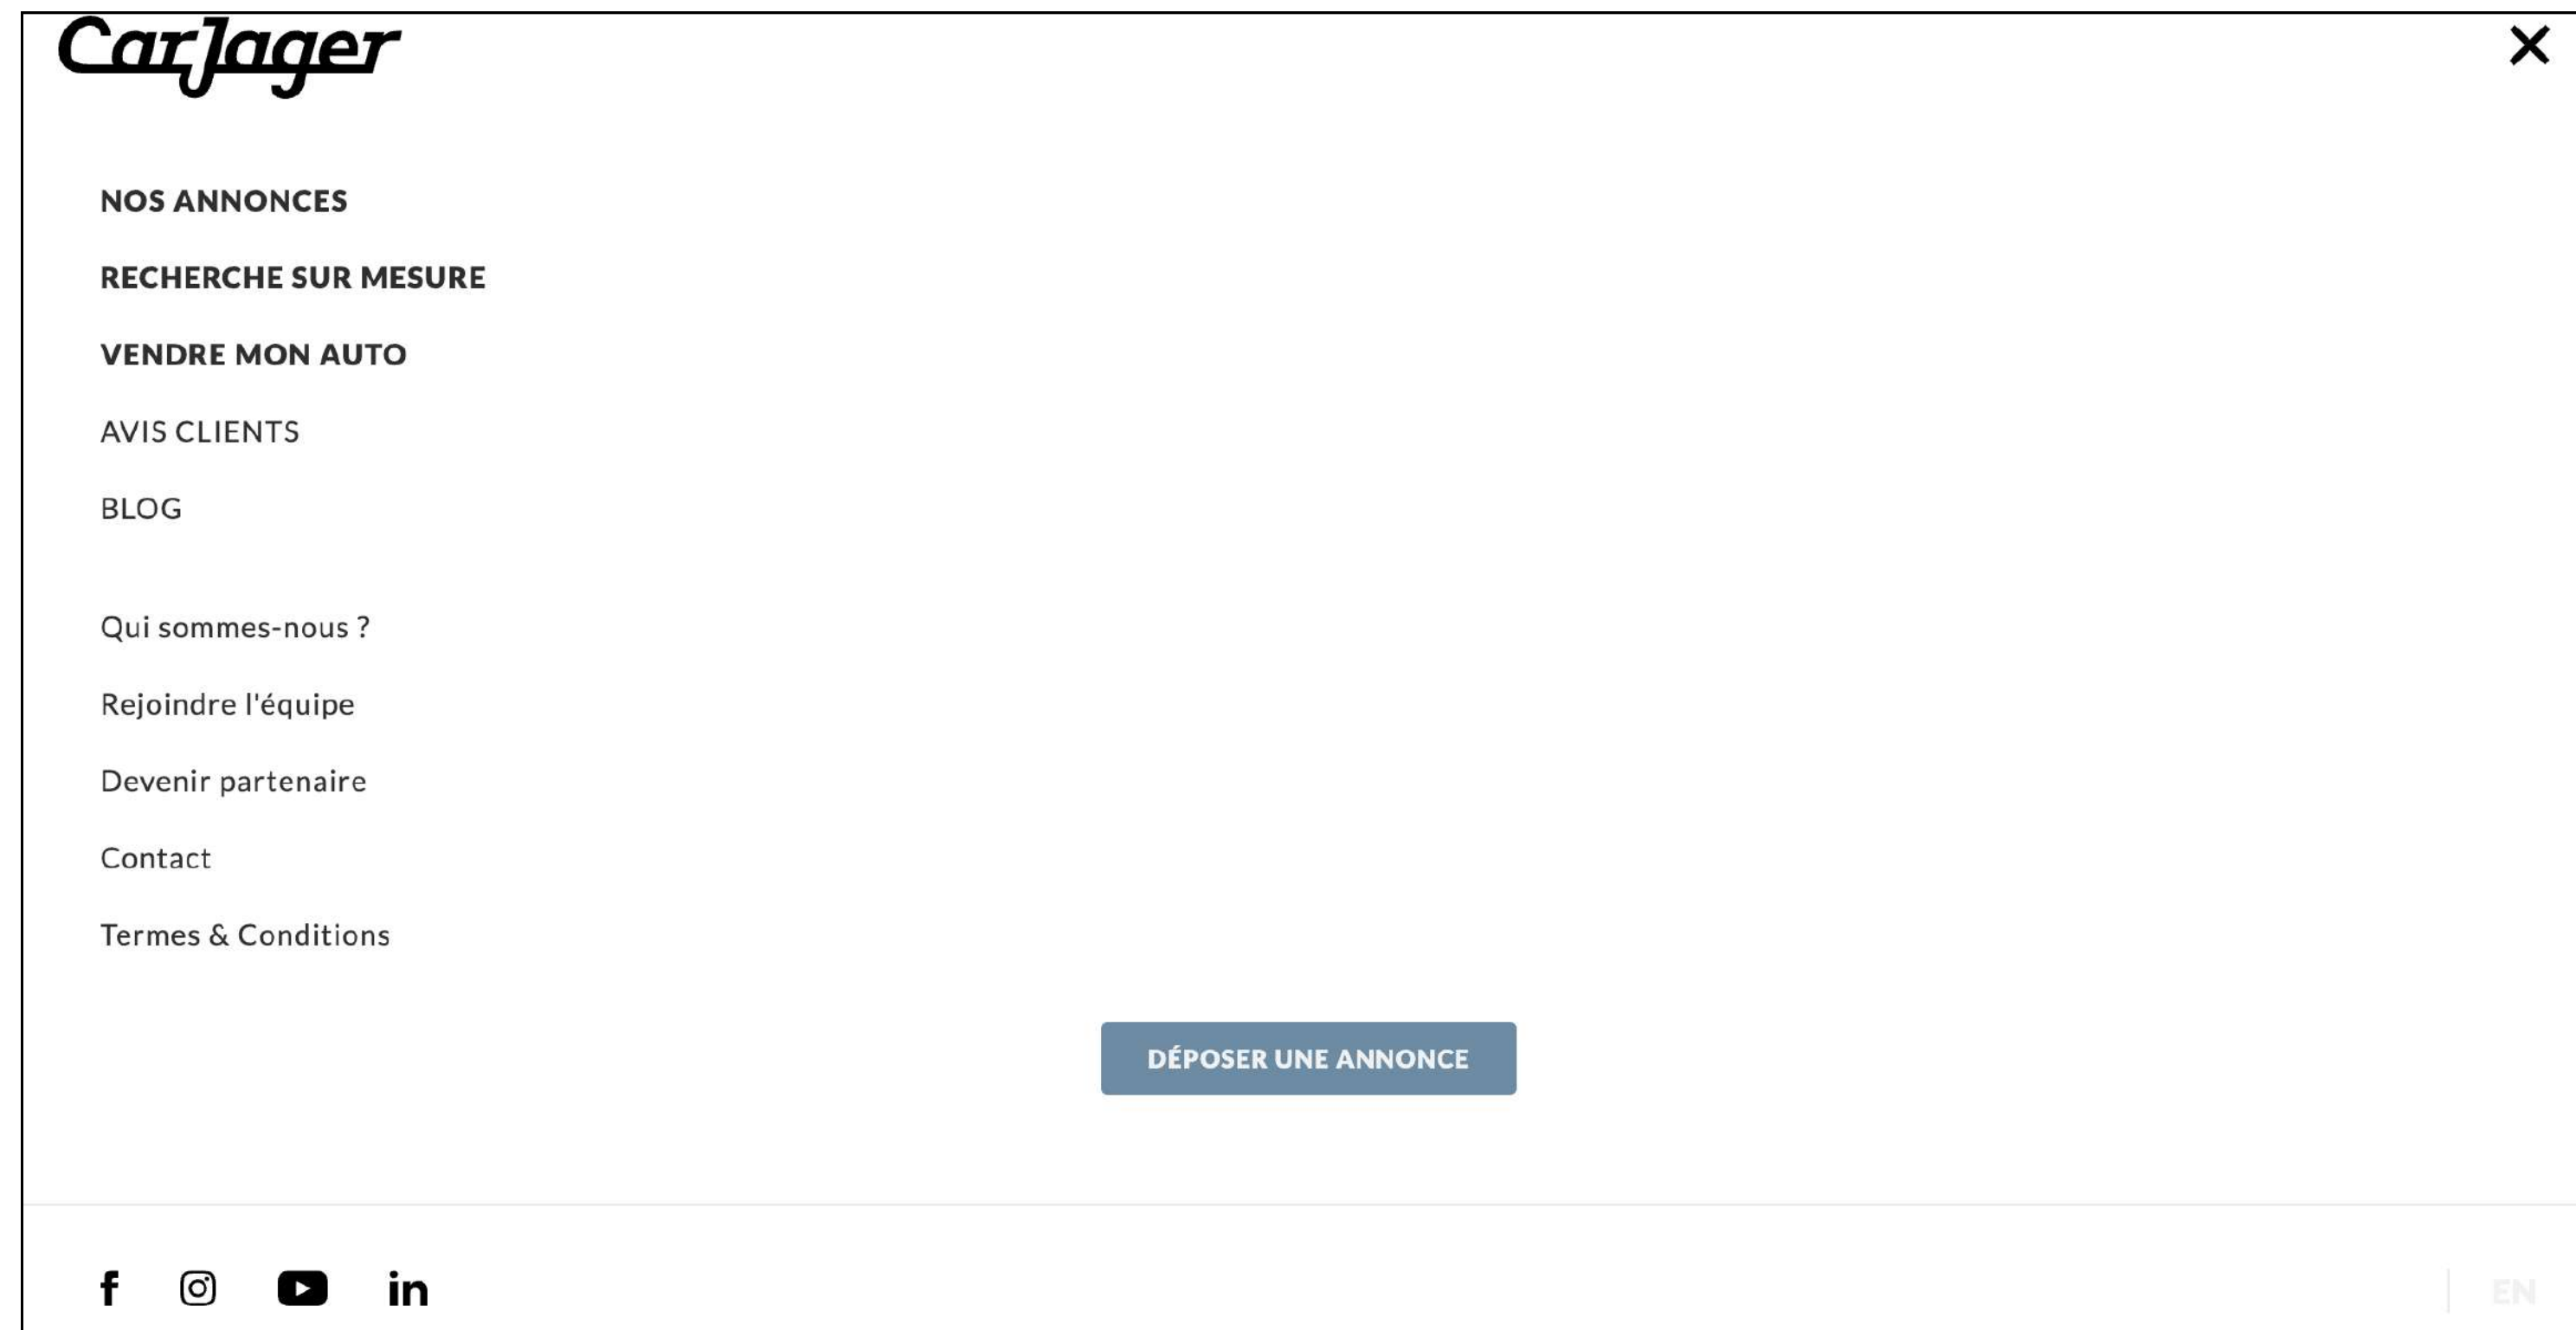 CarJager
NOS ANNONCES
RECHERCHE SUR MESURE
VENDRE MON AUTO
AVIS CLIENTS
BLOG
Qui sommes-nous ?
Rejoindre l'équipe
Devenir partenaire
Contact
Termes & Conditions
DÉPOSER UNE ANNONCE
f
in
EN